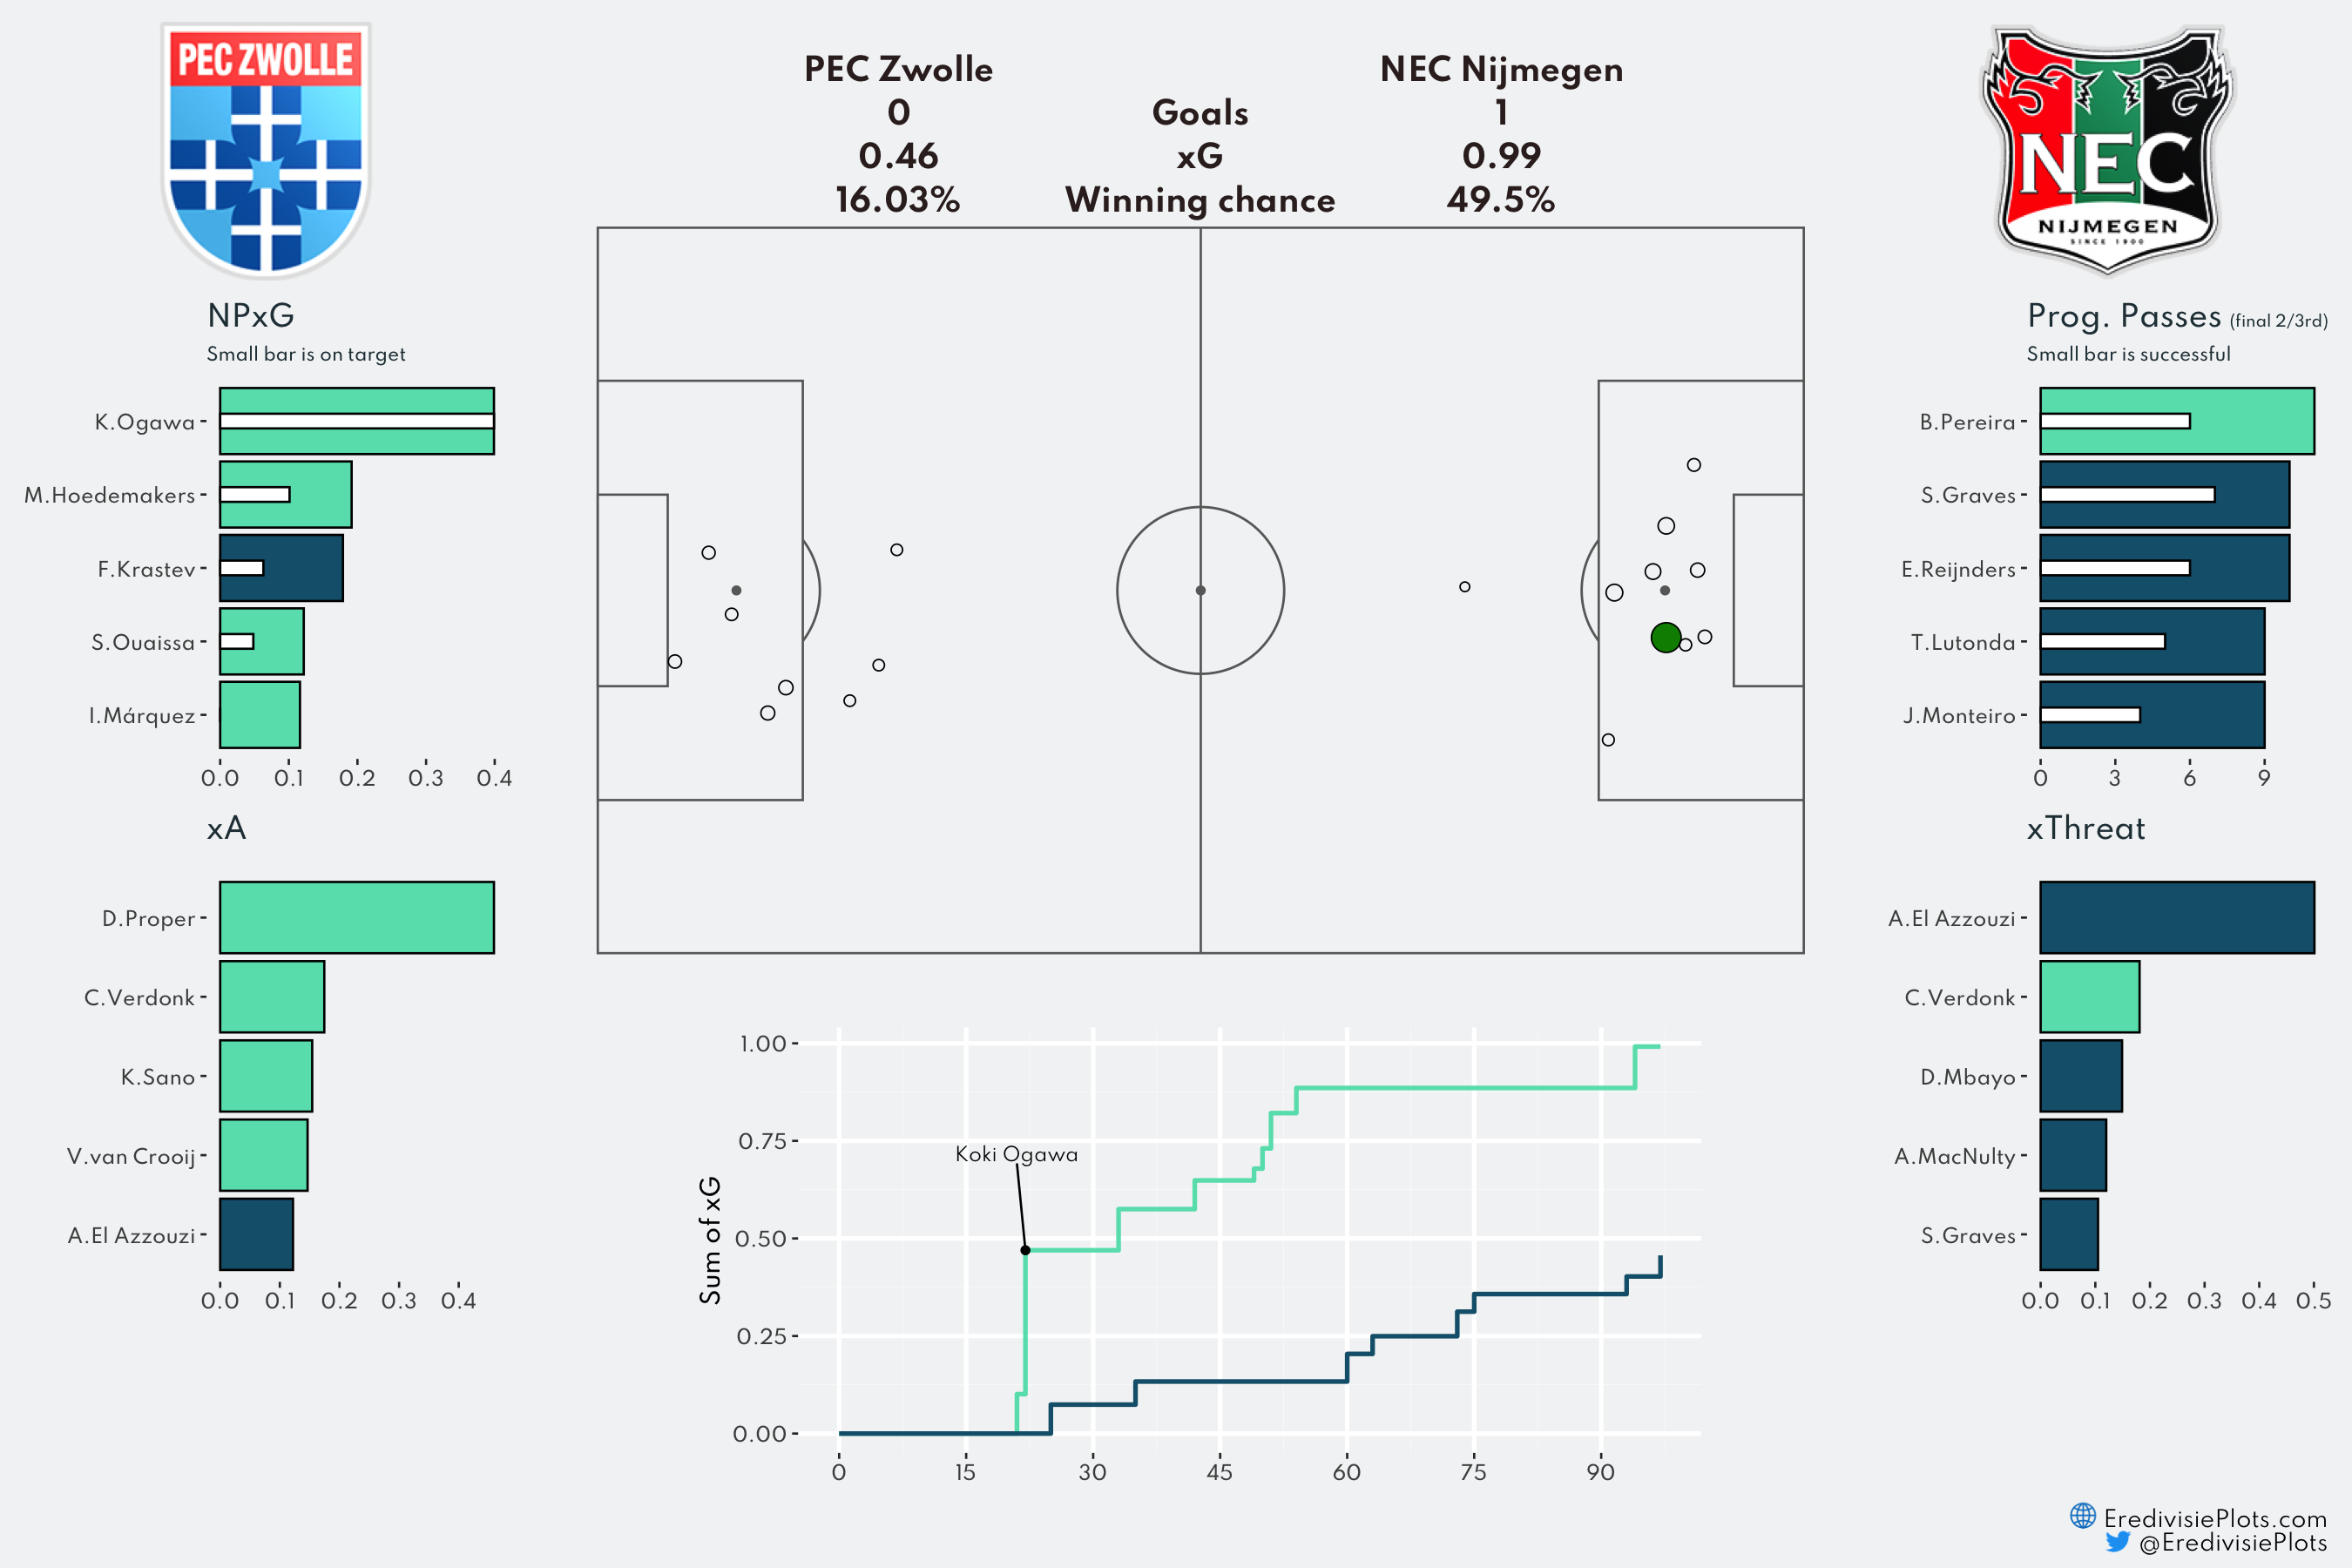 PEC ZWOLLE
PEC Zwolle
NEC Nijmegen
0 Goals 1
0.46 xG 0.99
16.03% Winning chance 49.5%
NEC
NIJMEGEN
SINCE 1900
NPxG
Small bar is on target
K.Ogawa
M.Hoedemakers
F.Krastev
S.Ouaissa
I.Márquez
0.0 0.1 0.2 0.3 0.4
xA
D.Proper
C.Verdonk
K.Sano
V.van Crooij
A.El Azzouzi
0.0 0.1 0.2 0.3 0.4
Sum of xG
1.00
0.75
0.50
0.25
0.00
Koki Ogawa
0 15 30 45 60 75 90
Prog. Passes (final 2/3rd)
Small bar is successful
B.Pereira
S.Graves
E.Reijnders
T.Lutonda
J.Monteiro
0 3 6 9
xThreat
A.El Azzouzi
C.Verdonk
D.Mbayo
A.MacNulty
S.Graves
0.0 0.1 0.2 0.3 0.4 0.5
EredivisiePlots.com
@EredivisiePlots